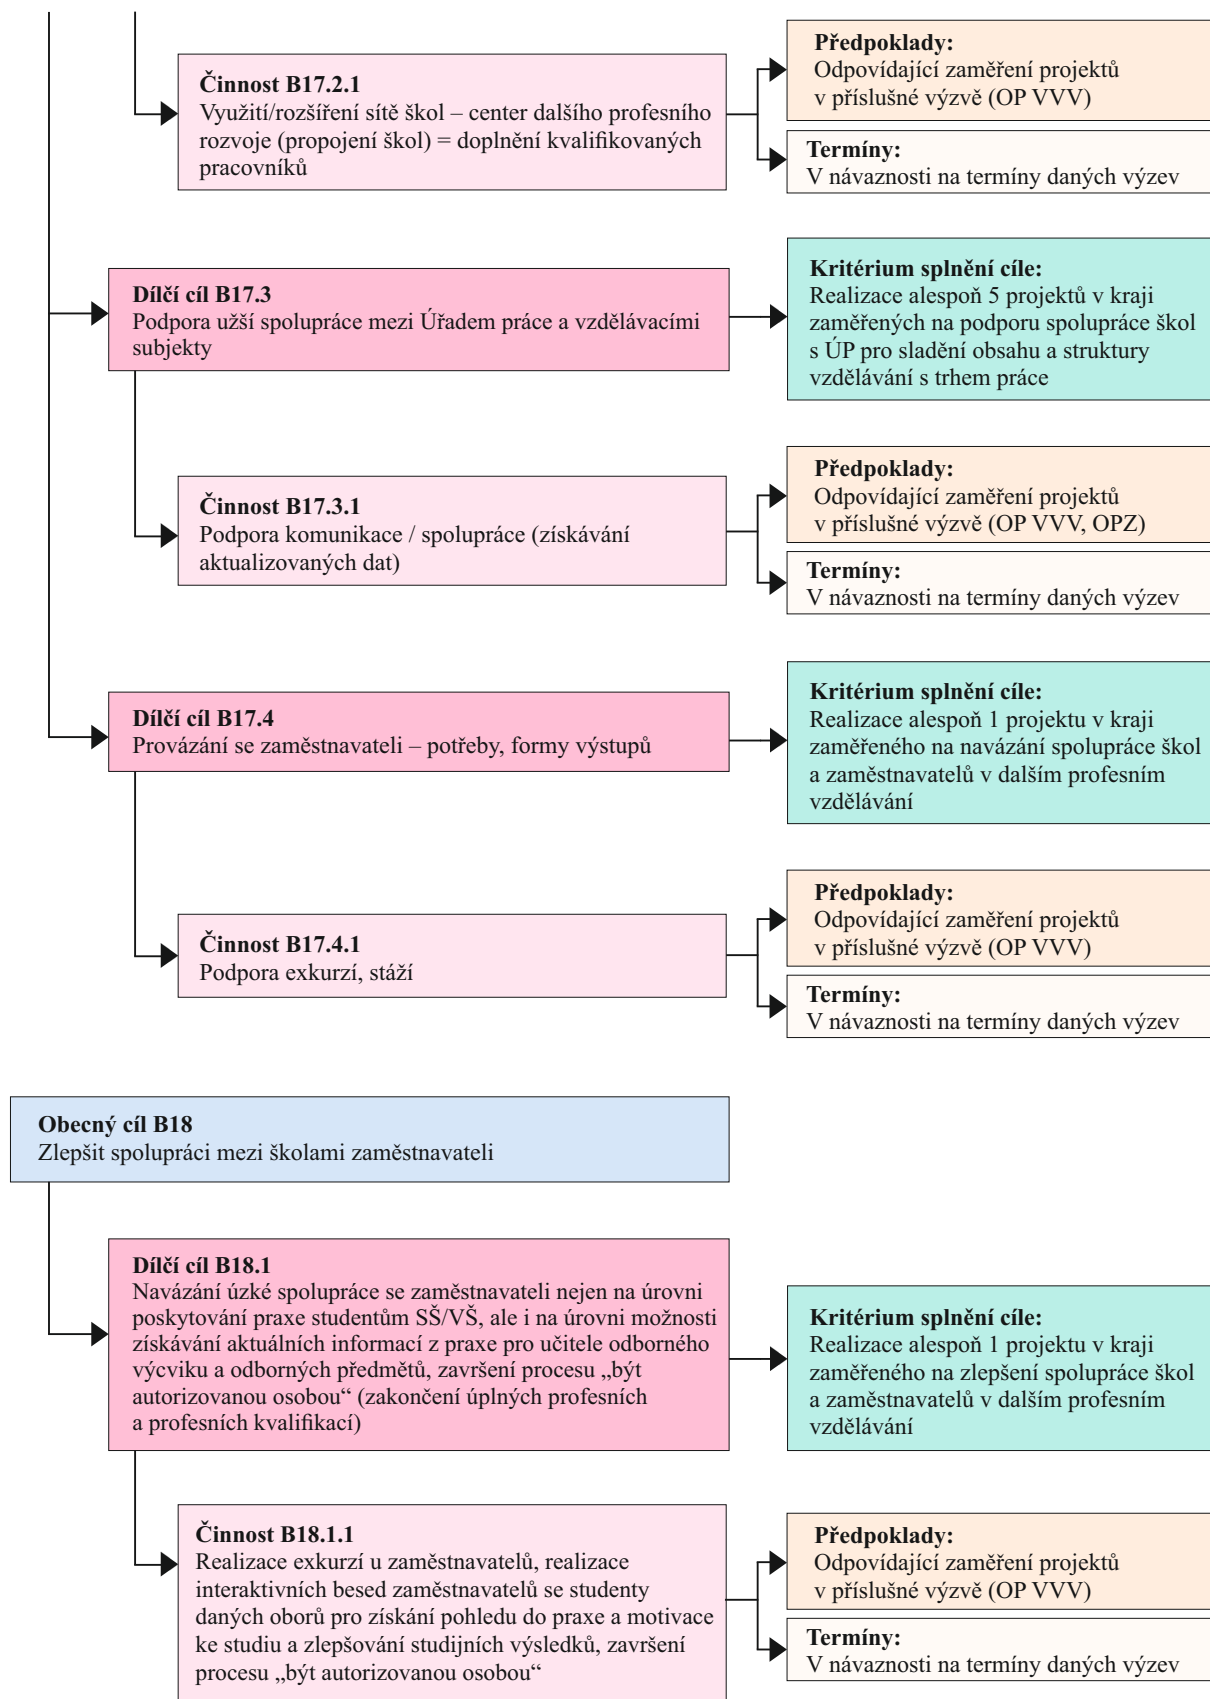 Činnost B17.2.1
Využití/rozšíření sítě škol – center dalšího profesního
rozvoje (propojení škol) = doplnění kvalifikovaných
pracovníků
Předpoklady:
Odpovídající zaměření projektů
v příslušné výzvě (OP VVV)
Termíny:
V návaznosti na termíny daných výzev
Dílčí cíl B17.3
Podpora užší spolupráce mezi Úřadem práce a vzdělávacími
subjekty
Kritérium splnění cíle:
Realizace alespoň 5 projektů v kraji
zaměřených na podporu spolupráce škol
s ÚP pro sladění obsahu a struktury
vzdělávání s trhem práce
Činnost B17.3.1
Podpora komunikace / spolupráce (získávání
aktualizovaných dat)
Předpoklady:
Odpovídající zaměření projektů
v příslušné výzvě (OP VVV, OPZ)
Termíny:
V návaznosti na termíny daných výzev
Dílčí cíl B17.4
Provázání se zaměstnavateli – potřeby, formy výstupů
Kritérium splnění cíle:
Realizace alespoň 1 projektu v kraji
zaměřeného na navázání spolupráce škol
a zaměstnavatelů v dalším profesním
vzdělávání
Činnost B17.4.1
Podpora exkurzí, stáží
Předpoklady:
Odpovídající zaměření projektů
v příslušné výzvě (OP VVV)
Termíny:
V návaznosti na termíny daných výzev
Obecný cíl B18
Zlepšit spolupráci mezi školami zaměstnavateli
Dílčí cíl B18.1
Navázání úzké spolupráce se zaměstnavateli nejen na úrovni
poskytování praxe studentům SŠ/VŠ, ale i na úrovni možnosti
získávání aktuálních informací z praxe pro učitele odborného
výcviku a odborných předmětů, završení procesu „být
autorizovanou osobou“ (zakončení úplných profesních
a profesních kvalifikací)
Kritérium splnění cíle:
Realizace alespoň 1 projektu v kraji
zaměřeného na zlepšení spolupráce škol
a zaměstnavatelů v dalším profesním
vzdělávání
Činnost B18.1.1
Realizace exkurzí u zaměstnavatelů, realizace
interaktivních besed zaměstnavatelů se studenty
daných oborů pro získání pohledu do praxe a motivace
ke studiu a zlepšování studijních výsledků, završení
procesu „být autorizovanou osobou“
Předpoklady:
Odpovídající zaměření projektů
v příslušné výzvě (OP VVV)
Termíny:
V návaznosti na termíny daných výzev